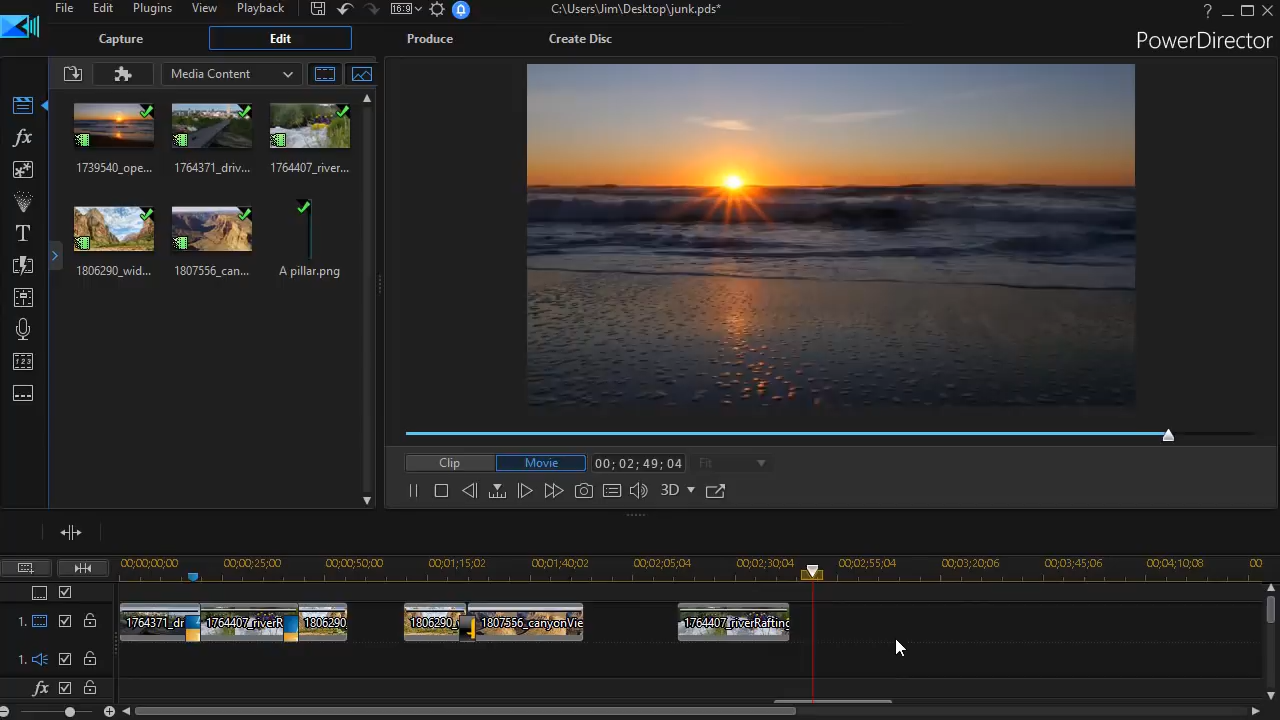 File Edit Plugins View Playback 16:9 C:\Users\Jim\Desktop\junk.pds*
Capture Edit Produce Create Disc
PowerDirector
Media Content
1739540_ope... 1764371_driv... 1764407_river...
1806290_wid... 1807556_can... A pillar.png
Clip Movie 00; 02; 49; 04 Fit
3D
00;00;00;00 00;00;25;00 00;00;50;00 00;01;15;02 00;01;40;02 00;02;05;04 00;02;30;04 00;02;55;04 00;03;20;06 00;03;45;06 00;04;10;08 00
1. 1764371_dr 1764407_riverR 1806290 1806290_ 1807556_canyonVie 1764407_riverRafting
1.
fx